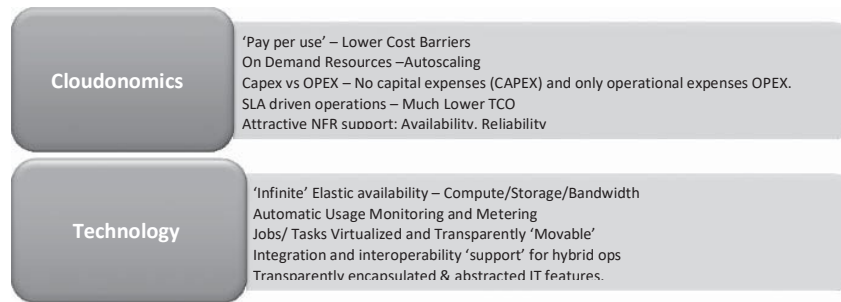 Cloudonomics
‘Pay per use’ – Lower Cost Barriers
On Demand Resources –Autoscaling
Capex vs OPEX – No capital expenses (CAPEX) and only operational expenses OPEX.
SLA driven operations – Much Lower TCO
Attractive NFR support: Availability, Reliability
Technology
‘Infinite’ Elastic availability – Compute/Storage/Bandwidth
Automatic Usage Monitoring and Metering
Jobs/ Tasks Virtualized and Transparently ‘Movable’
Integration and interoperability ‘support’ for hybrid ops
Transparently encapsulated & abstracted IT features.